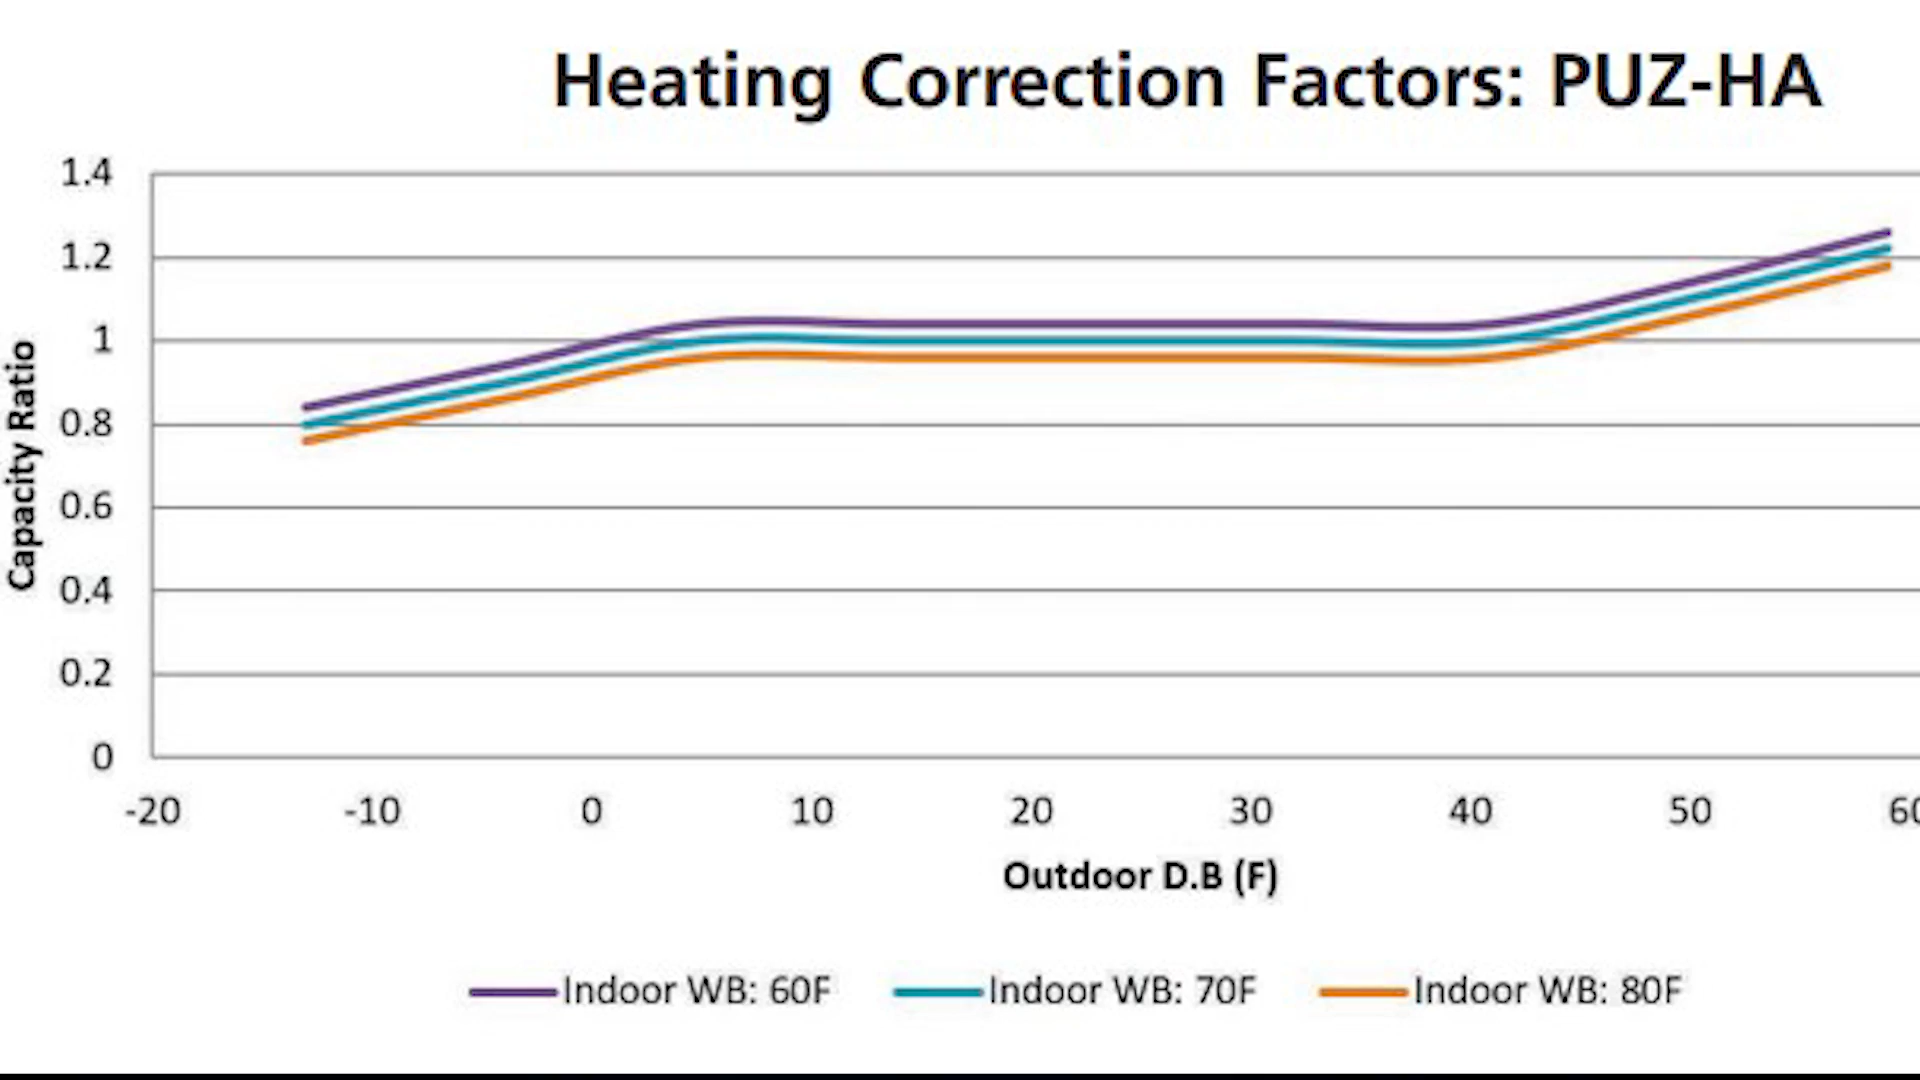 Heating Correction Factors: PUZ-HA
1.4
1.2
1
0.8
0.6
0.4
0.2
0
Capacity Ratio
-20 -10 0 10 20 30 40 50 60
Outdoor D.B (F)
Indoor WB: 60F Indoor WB: 70F Indoor WB: 80F